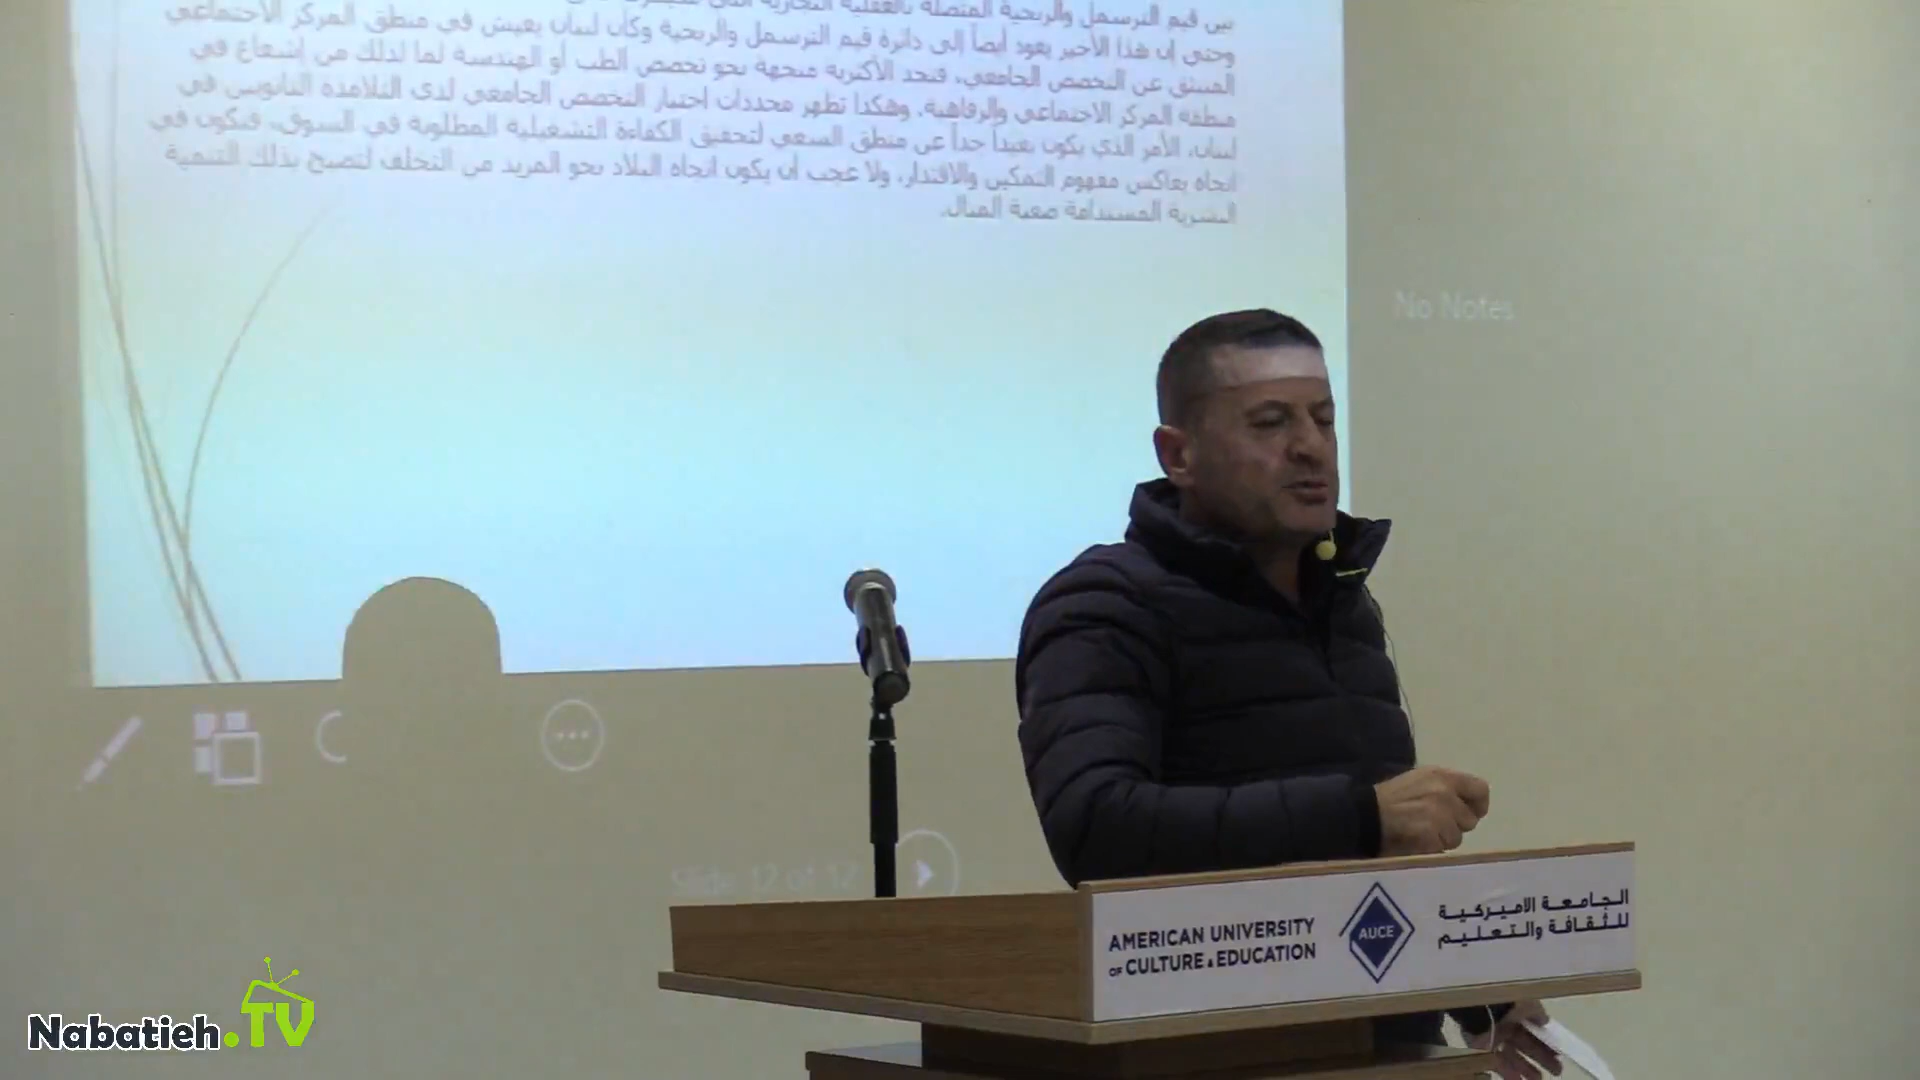 بين قيم الترسمل والربحية المتصلة بالعقلية التجارية التي
وحتى إن هذا الأخير يعود أيضاً إلى دائرة قيم الترسمل والربحية وكأن لبنان يعيش في منطق المركز الاجتماعي
المنبثق عن التخصص الجامعي، فنجد الأكثرية متجهة نحو تخصص الطب أو الهندسة لما لذلك من إشعاع في
منطقة المركز الاجتماعي والرفاهية. وهكذا تظهر محددات اختيار التخصص الجامعي لدى التلامذة الثانويين في
لبنان، الأمر الذي يكون بعيداً جداً عن منطق السعي لتحقيق الكفاءة التشغيلية المطلوبة في السوق، فيكون في
اتجاه يعاكس مفهوم التمكين والاقتدار، ولا عجب أن يكون اتجاه البلاد نحو المزيد من التخلف لتصبح بذلك التنمية
البشرية المستدامة صعبة المنال.
No Notes
Slide 12 of 12
AMERICAN UNIVERSITY
OF CULTURE & EDUCATION
AUCE
الجامعة الاميركية
للثقافة والتعليم
Nabatieh.TV